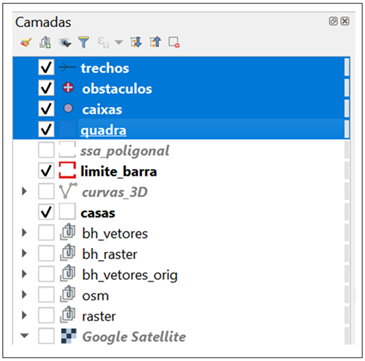 Camadas
trechos
obstaculos
caixas
quadra
ssa_poligonal
limite_barra
curvas_3D
casas
bh_vetores
bh_raster
bh_vetores_orig
osm
raster
Google Satellite